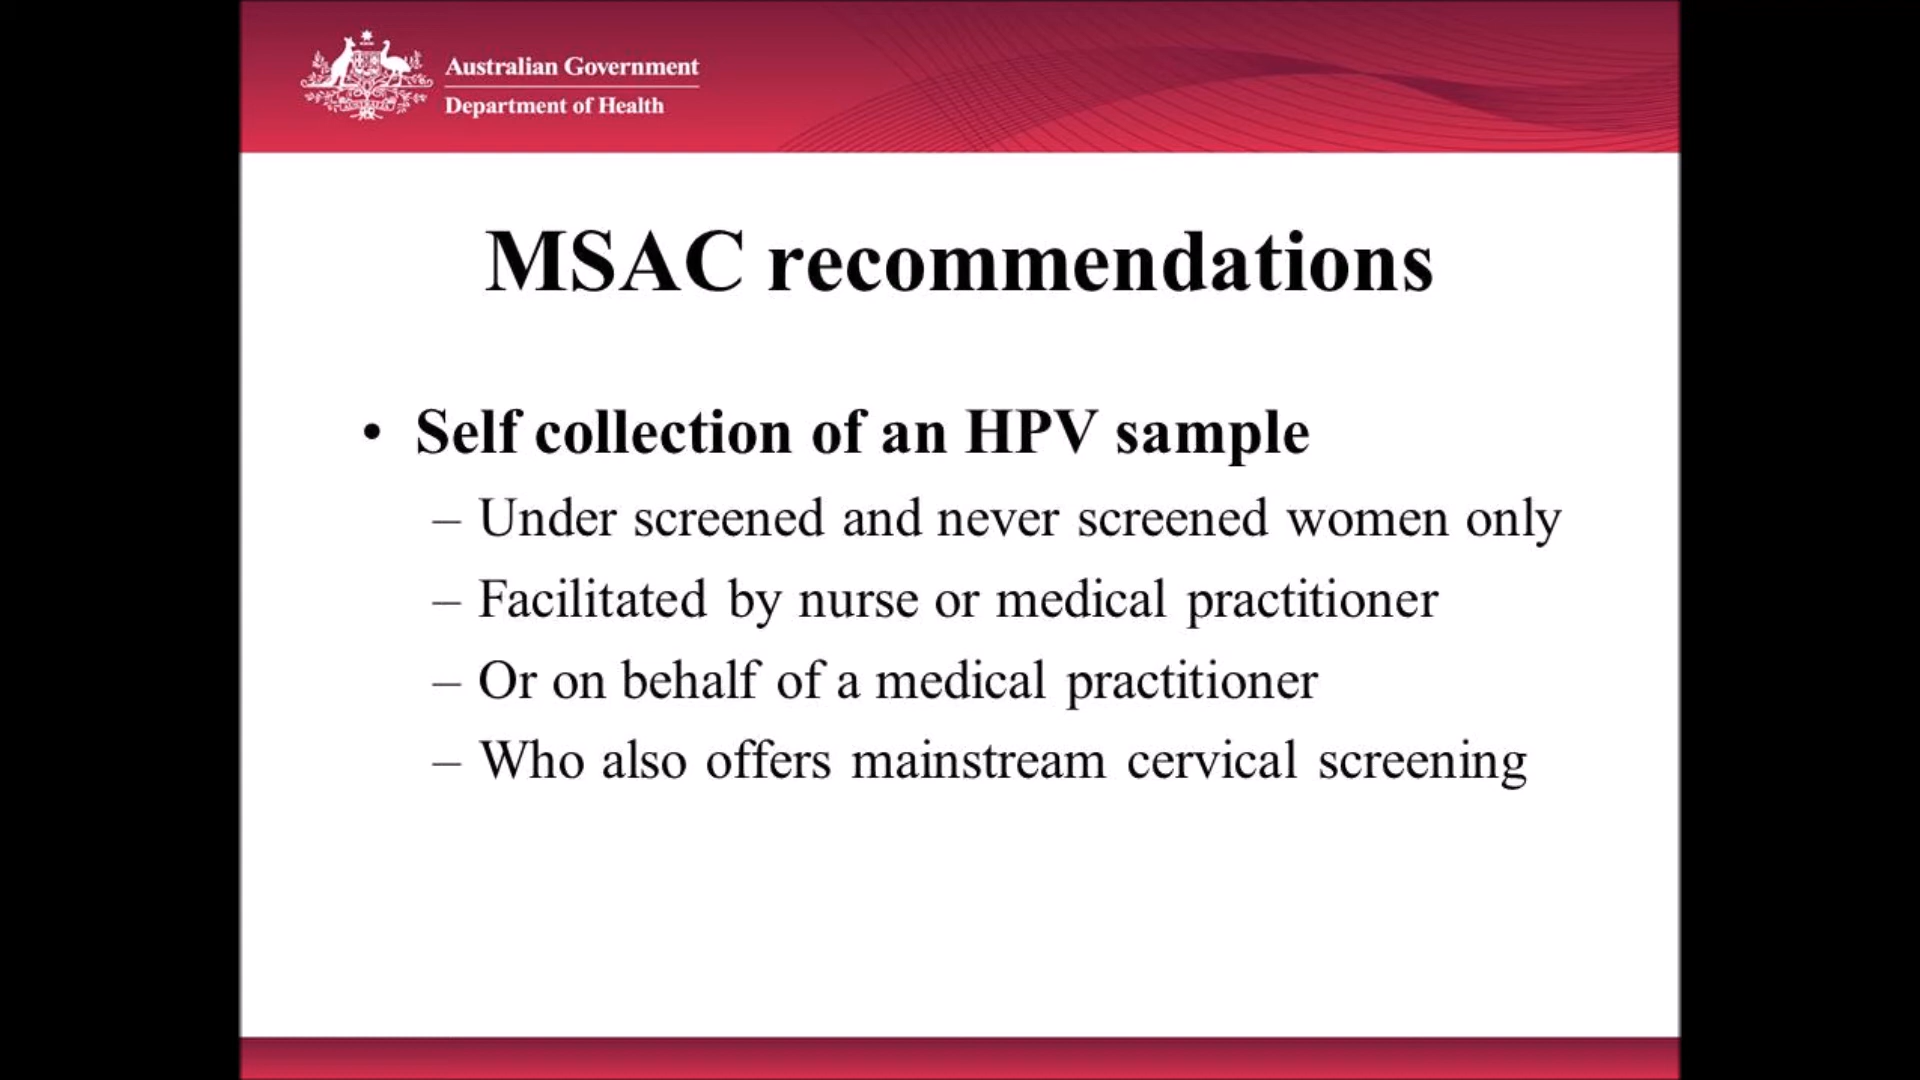 Australian Government
Department of Health
MSAC recommendations
• Self collection of an HPV sample
– Under screened and never screened women only
– Facilitated by nurse or medical practitioner
– Or on behalf of a medical practitioner
– Who also offers mainstream cervical screening